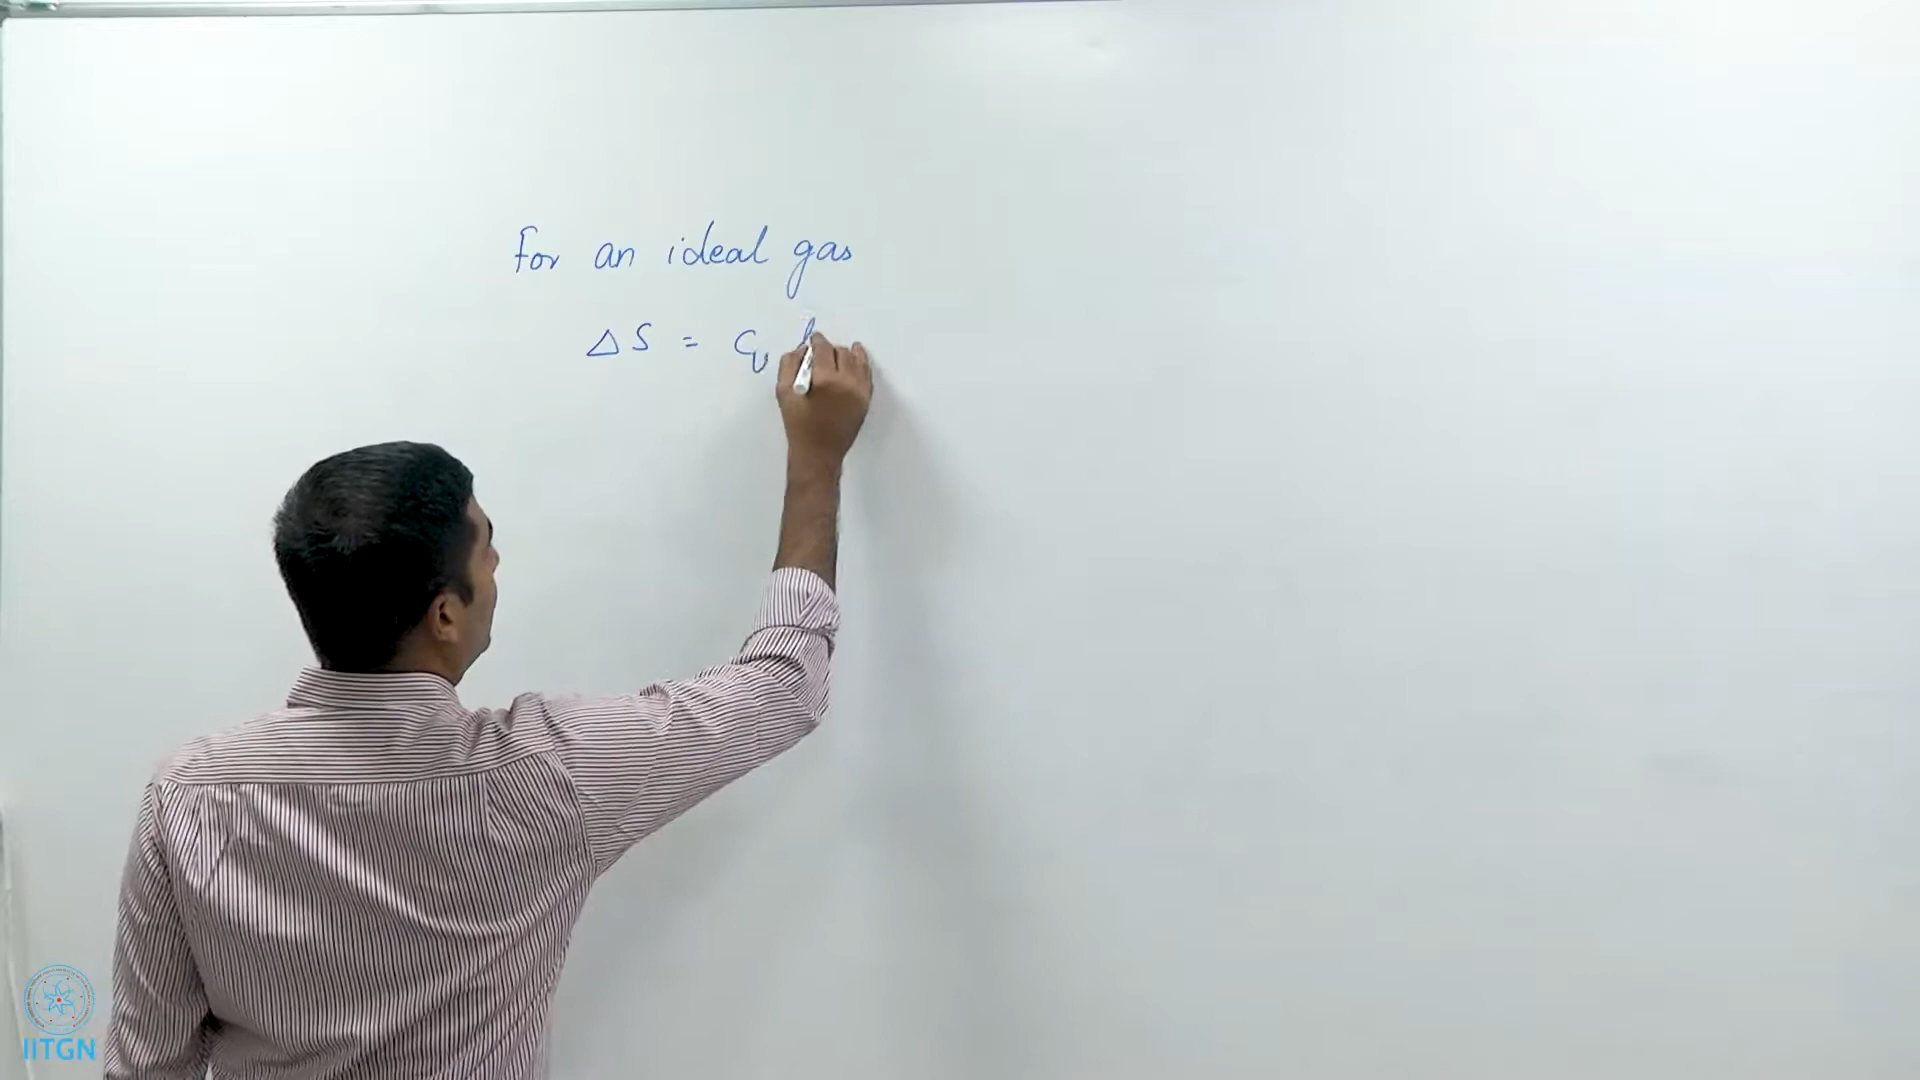 For an ideal gas
ΔS = Cv
IITGN